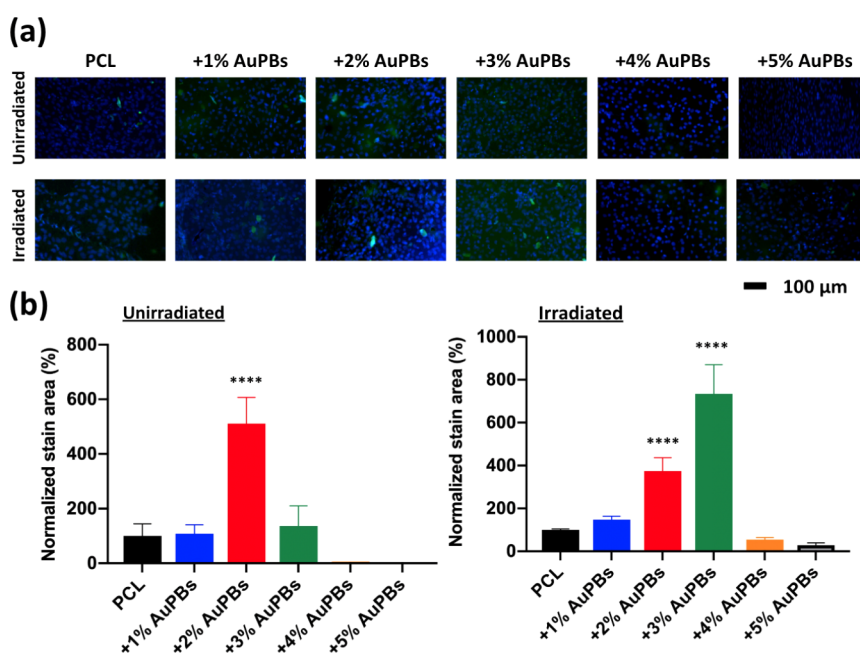 (a)
PCL +1% AuPBs +2% AuPBs +3% AuPBs +4% AuPBs +5% AuPBs
Unirradiated
Irradiated
100 μm
(b)
Unirradiated
Normalized stain area (%)
800
600
400
200
0
****
PCL
+1% AuPBs
+2% AuPBs
+3% AuPBs
+4% AuPBs
+5% AuPBs
Irradiated
Normalized stain area (%)
1000
800
600
400
200
0
****
****
PCL
+1% AuPBs
+2% AuPBs
+3% AuPBs
+4% AuPBs
+5% AuPBs